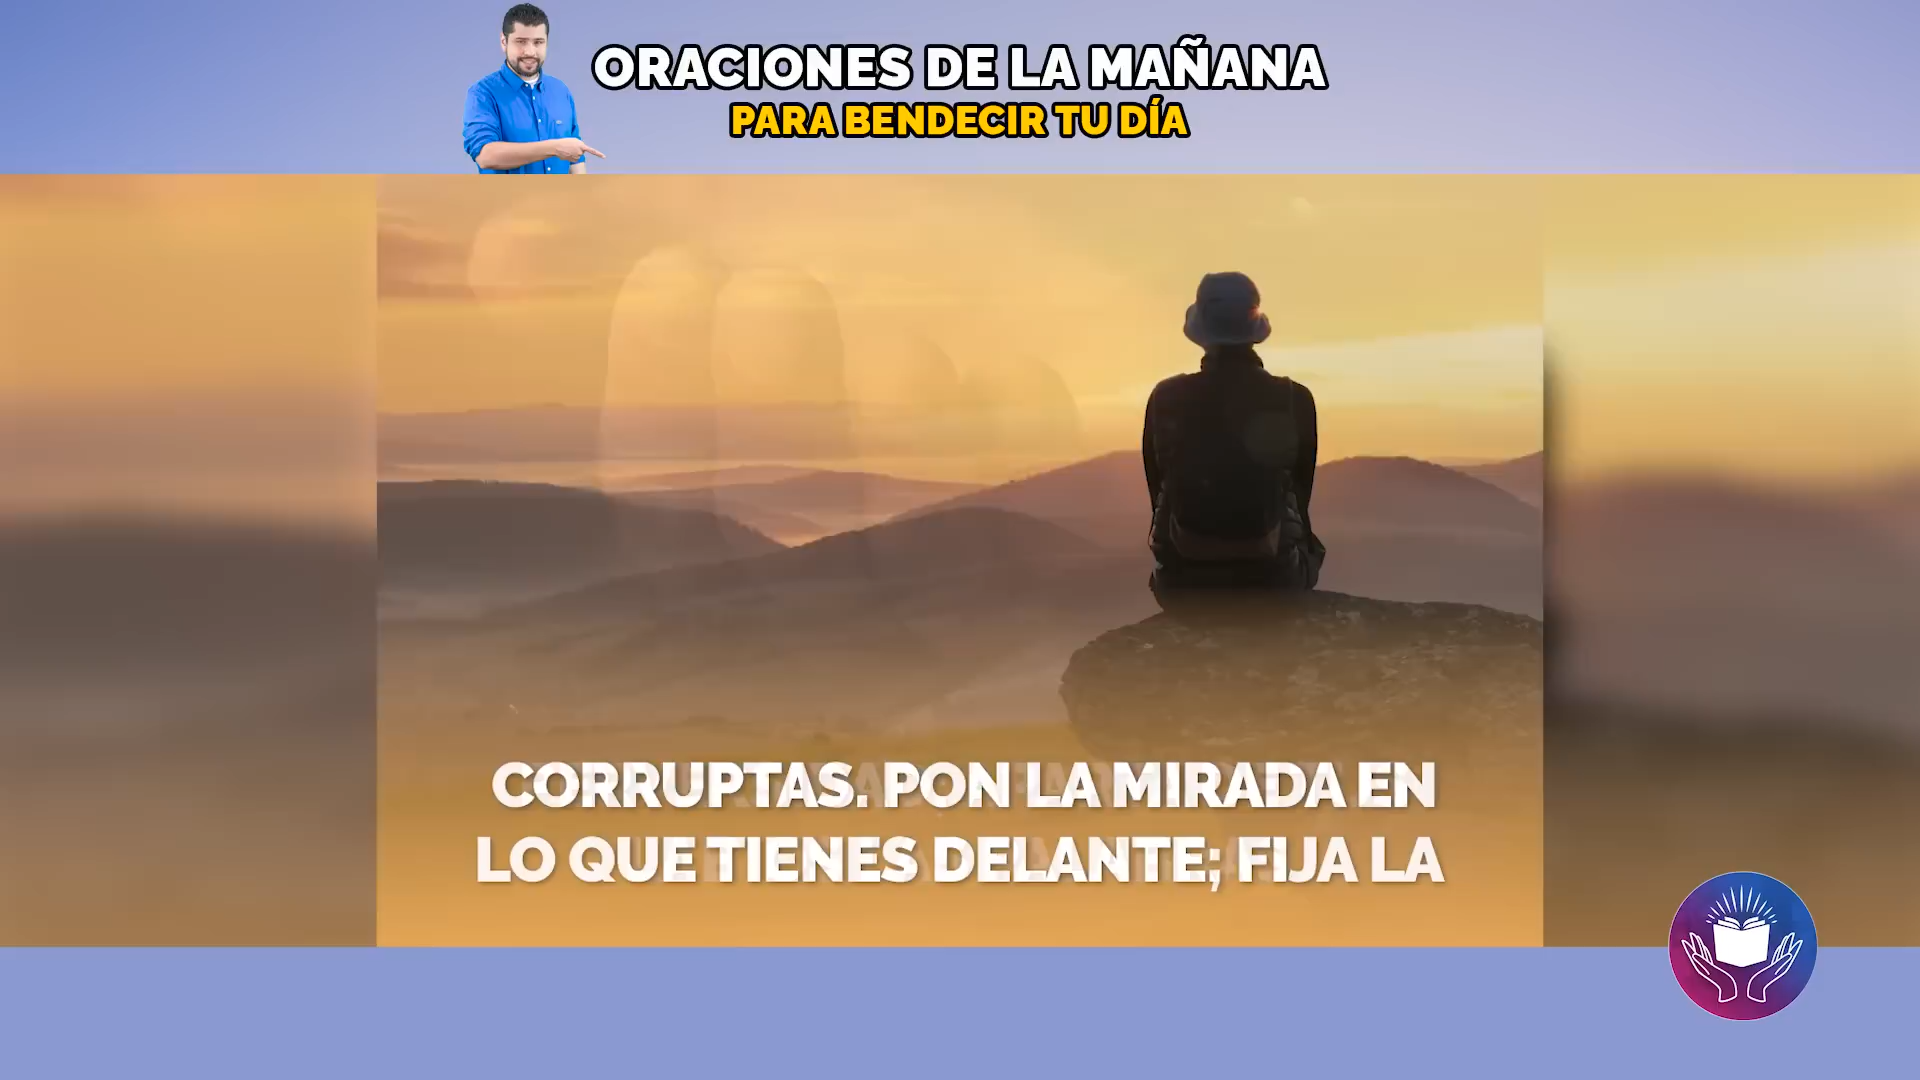 ORACIONES DE LA MAÑANA
PARA BENDECIR TU DÍA
CORRUPTAS. PON LA MIRADA EN
LO QUE TIENES DELANTE; FIJA LA